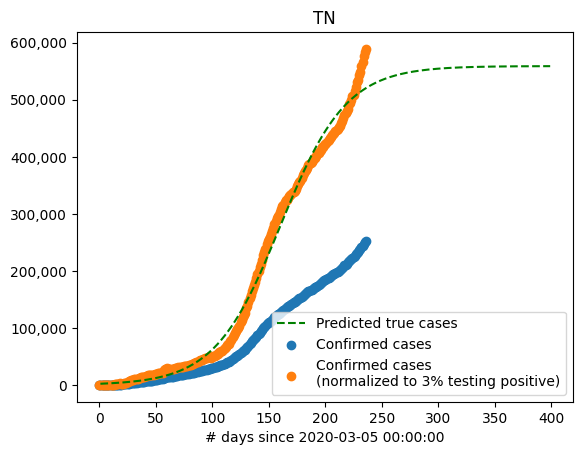 TN
600,000
500,000
400,000
300,000
200,000
100,000
0
0 50 100 150 200 250 300 350 400
# days since 2020-03-05 00:00:00
Predicted true cases
Confirmed cases
Confirmed cases
(normalized to 3% testing positive)